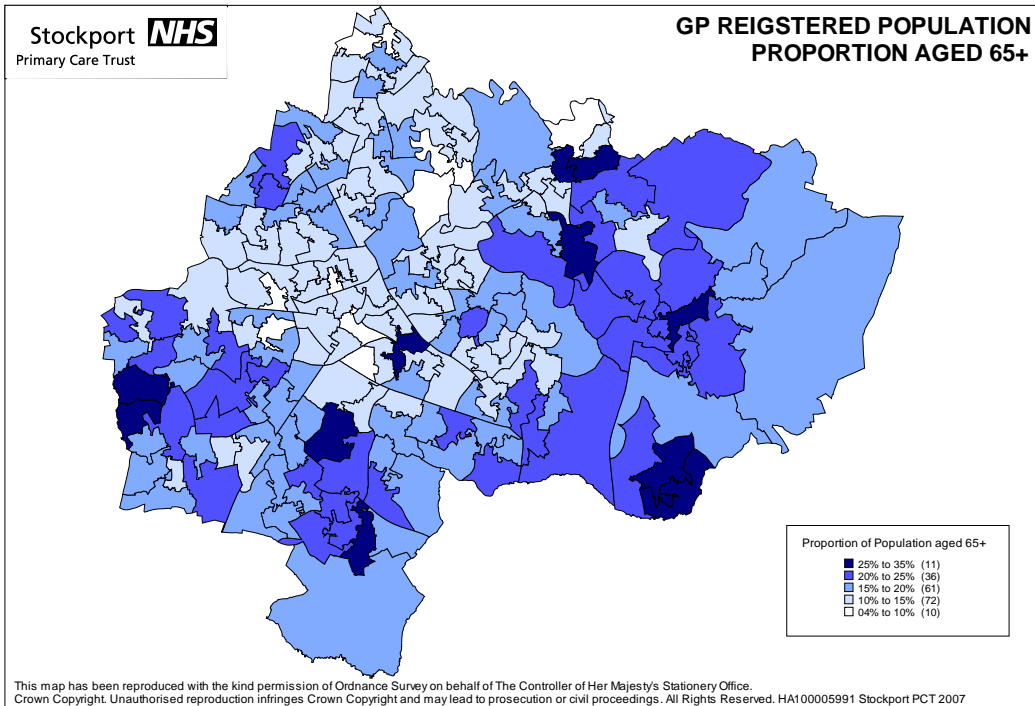 Stockport NHS
Primary Care Trust
GP REIGSTERED POPULATION
PROPORTION AGED 65+
Proportion of Population aged 65+
25% to 35% (11)
20% to 25% (36)
15% to 20% (61)
10% to 15% (72)
04% to 10% (10)
This map has been reproduced with the kind permission of Ordnance Survey on behalf of The Controller of Her Majesty's Stationery Office.
Crown Copyright. Unauthorised reproduction infringes Crown Copyright and may lead to prosecution or civil proceedings. All Rights Reserved. HA100005991 Stockport PCT 2007